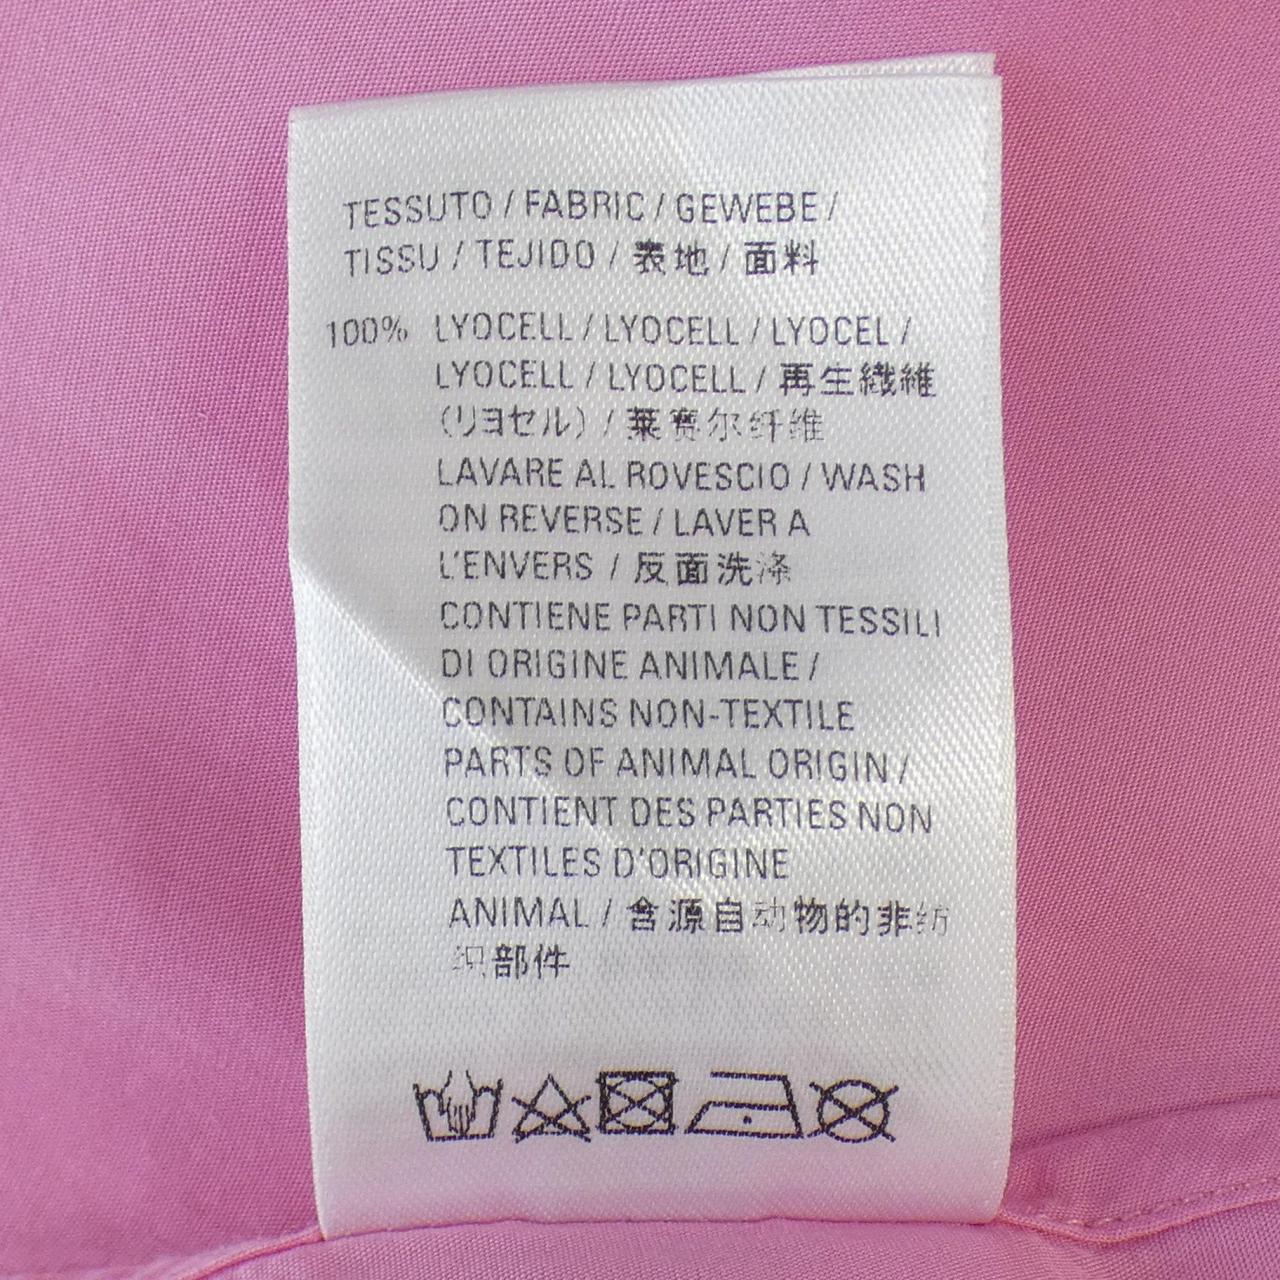 TESSUTO / FABRIC / GEWEBE /
TISSU / TEJIDO / 表地 / 面料
100% LYOCELL / LYOCELL / LYOCEL /
LYOCELL / LYOCELL / 再生繊維
(リヨセル) / 莱赛尔纤维
LAVARE AL ROVESCIO / WASH
ON REVERSE / LAVER A
L'ENVERS / 反面洗涤
CONTIENE PARTI NON TESSILI
DI ORIGINE ANIMALE /
CONTAINS NON-TEXTILE
PARTS OF ANIMAL ORIGIN /
CONTIENT DES PARTIES NON
TEXTILES D'ORIGINE
ANIMAL / 含源自动物的非纺
织部件